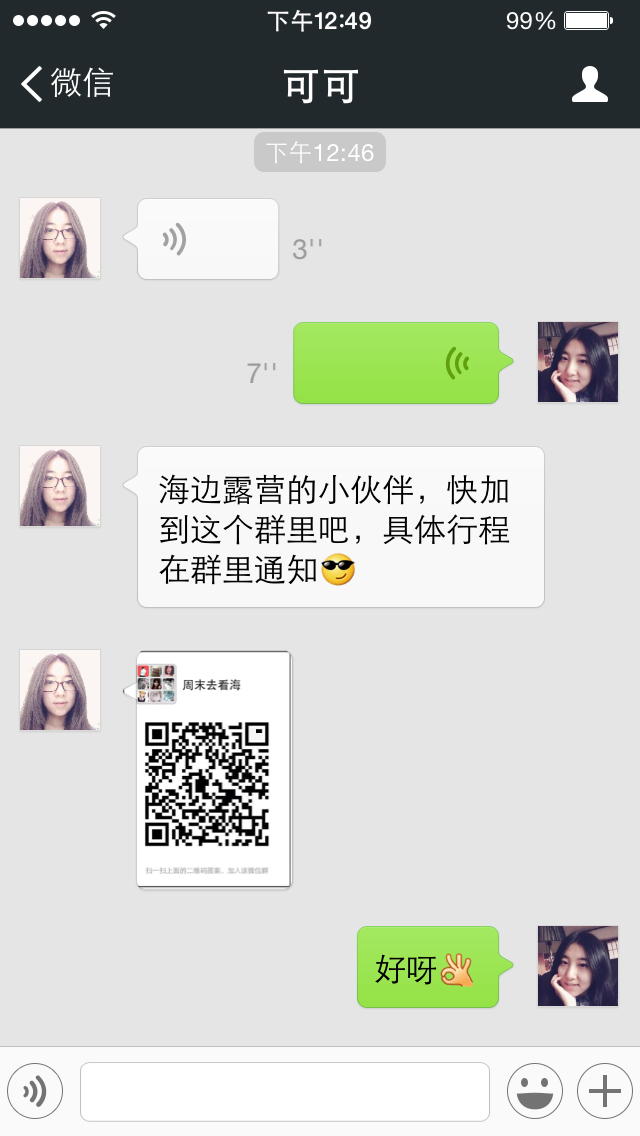 下午12:49
99%
微信
可可
下午12:46
3''
7''
海边露营的小伙伴，快加
到这个群里吧，具体行程
在群里通知😎
周末去看海
扫一扫上面的二维码图案，加入该微信群
好呀👌